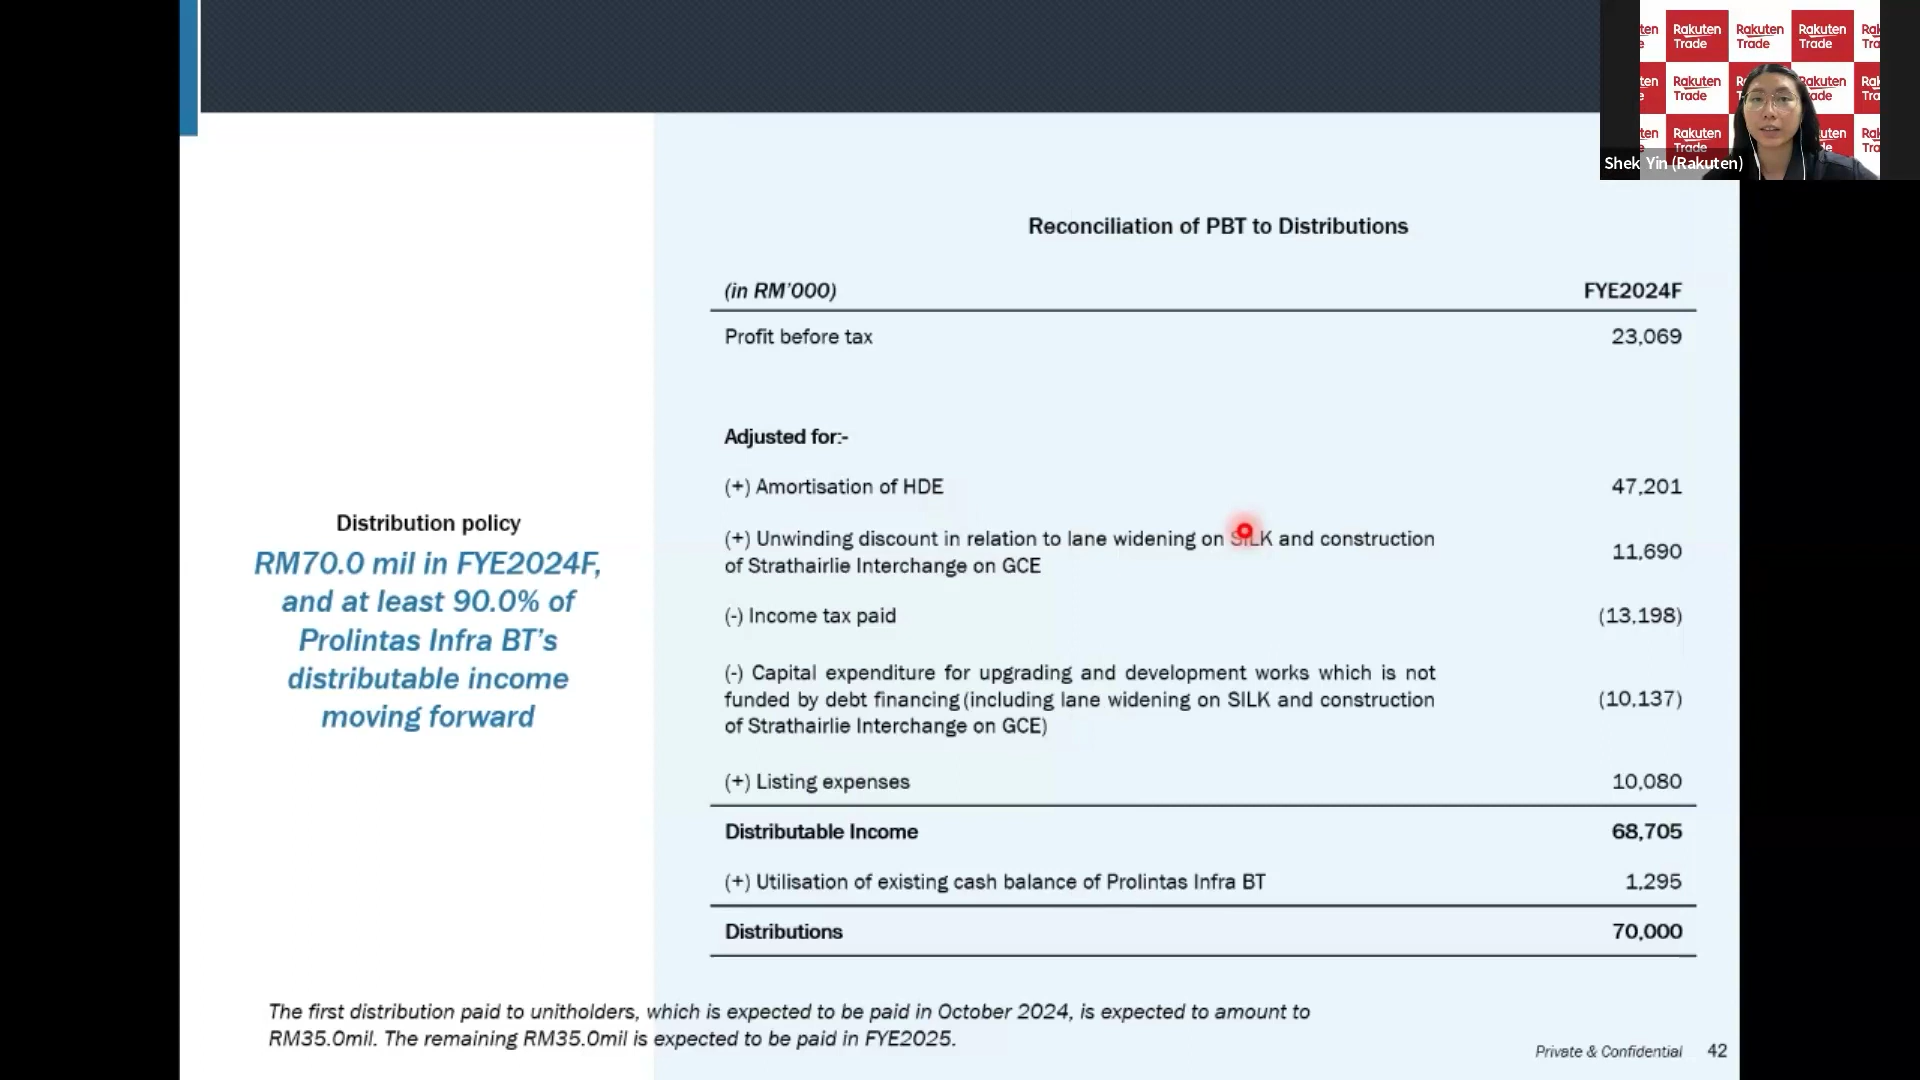 Rakuten Rakuten Rakuten
Trade Trade Trade
Rakuten
Trade
Rakuten
Trade
Shek Yin (Rakuten)
Reconciliation of PBT to Distributions
(in RM'000) FYE2024F
Profit before tax 23,069
Adjusted for:-
(+) Amortisation of HDE 47,201
(+) Unwinding discount in relation to lane widening on SILK and construction
of Strathairlie Interchange on GCE 11,690
(-) Income tax paid (13,198)
(-) Capital expenditure for upgrading and development works which is not
funded by debt financing (including lane widening on SILK and construction
of Strathairlie Interchange on GCE) (10,137)
(+) Listing expenses 10,080
Distributable Income 68,705
(+) Utilisation of existing cash balance of Prolintas Infra BT 1,295
Distributions 70,000
Distribution policy
RM70.0 mil in FYE2024F,
and at least 90.0% of
Prolintas Infra BT's
distributable income
moving forward
The first distribution paid to unitholders, which is expected to be paid in October 2024, is expected to amount to
RM35.0mil. The remaining RM35.0mil is expected to be paid in FYE2025.
Private & Confidential 42